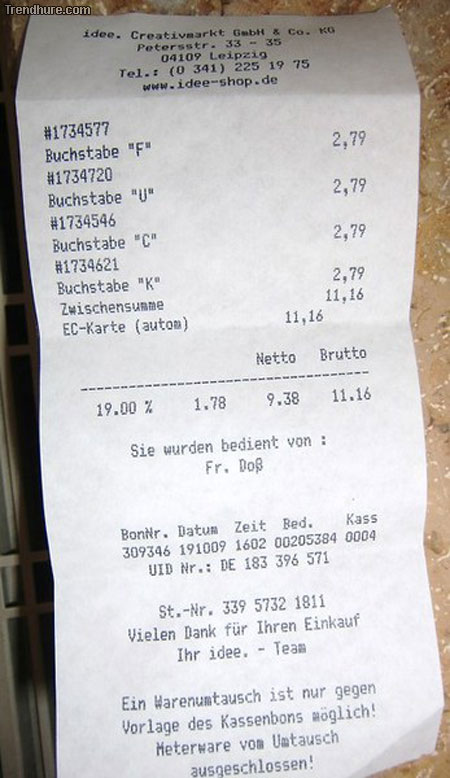 Trendhure.com
idee. Creativmarkt GmbH & Co. KG
Petersstr. 33 - 35
04109 Leipzig
Tel.: (0 341) 225 19 75
www.idee-shop.de
#1734577
Buchstabe "F" 2,79
#1734720
Buchstabe "U" 2,79
#1734546
Buchstabe "C" 2,79
#1734621
Buchstabe "K" 2,79
Zwischensumme 11,16
EC-Karte (autom) 11,16
Netto Brutto
19.00 % 1.78 9.38 11.16
Sie wurden bedient von :
Fr. Doß
BonNr. Datum Zeit Bed. Kass
309346 191009 1602 00205384 0004
UID Nr.: DE 183 396 571
St.-Nr. 339 5732 1811
Vielen Dank für Ihren Einkauf
Ihr idee. - Team
Ein Warenumtausch ist nur gegen
Vorlage des Kassenbons möglich!
Meterware vom Umtausch
ausgeschlossen!